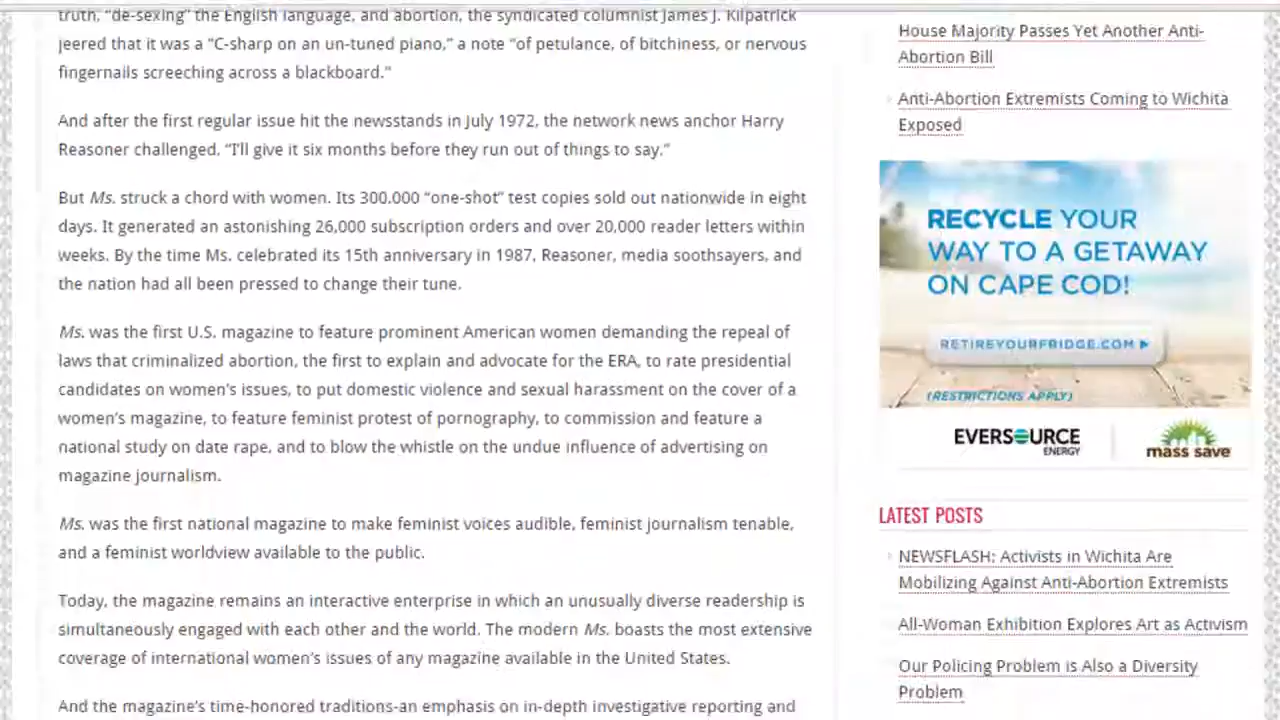 truth, "de-sexing" the English language, and abortion, the syndicated columnist James J. Kilpatrick
jeered that it was a "C-sharp on an un-tuned piano," a note "of petulance, of bitchiness, or nervous
fingernails screeching across a blackboard."
And after the first regular issue hit the newsstands in July 1972, the network news anchor Harry
Reasoner challenged, "I'll give it six months before they run out of things to say."
But Ms. struck a chord with women. Its 300,000 "one-shot" test copies sold out nationwide in eight
days. It generated an astonishing 26,000 subscription orders and over 20,000 reader letters within
weeks. By the time Ms. celebrated its 15th anniversary in 1987, Reasoner, media soothsayers, and
the nation had all been pressed to change their tune.
Ms. was the first U.S. magazine to feature prominent American women demanding the repeal of
laws that criminalized abortion, the first to explain and advocate for the ERA, to rate presidential
candidates on women's issues, to put domestic violence and sexual harassment on the cover of a
women's magazine, to feature feminist protest of pornography, to commission and feature a
national study on date rape, and to blow the whistle on the undue influence of advertising on
magazine journalism.
Ms. was the first national magazine to make feminist voices audible, feminist journalism tenable,
and a feminist worldview available to the public.
Today, the magazine remains an interactive enterprise in which an unusually diverse readership is
simultaneously engaged with each other and the world. The modern Ms. boasts the most extensive
coverage of international women's issues of any magazine available in the United States.
And the magazine's time-honored traditions-an emphasis on in-depth investigative reporting and
House Majority Passes Yet Another Anti-
Abortion Bill
Anti-Abortion Extremists Coming to Wichita
Exposed
RECYCLE YOUR
WAY TO A GETAWAY
ON CAPE COD!
RETIREYOURFRIDGE.COM
(RESTRICTIONS APPLY)
EVERSOURCE
ENERGY
mass save
LATEST POSTS
NEWSFLASH: Activists in Wichita Are
Mobilizing Against Anti-Abortion Extremists
All-Woman Exhibition Explores Art as Activism
Our Policing Problem is Also a Diversity
Problem